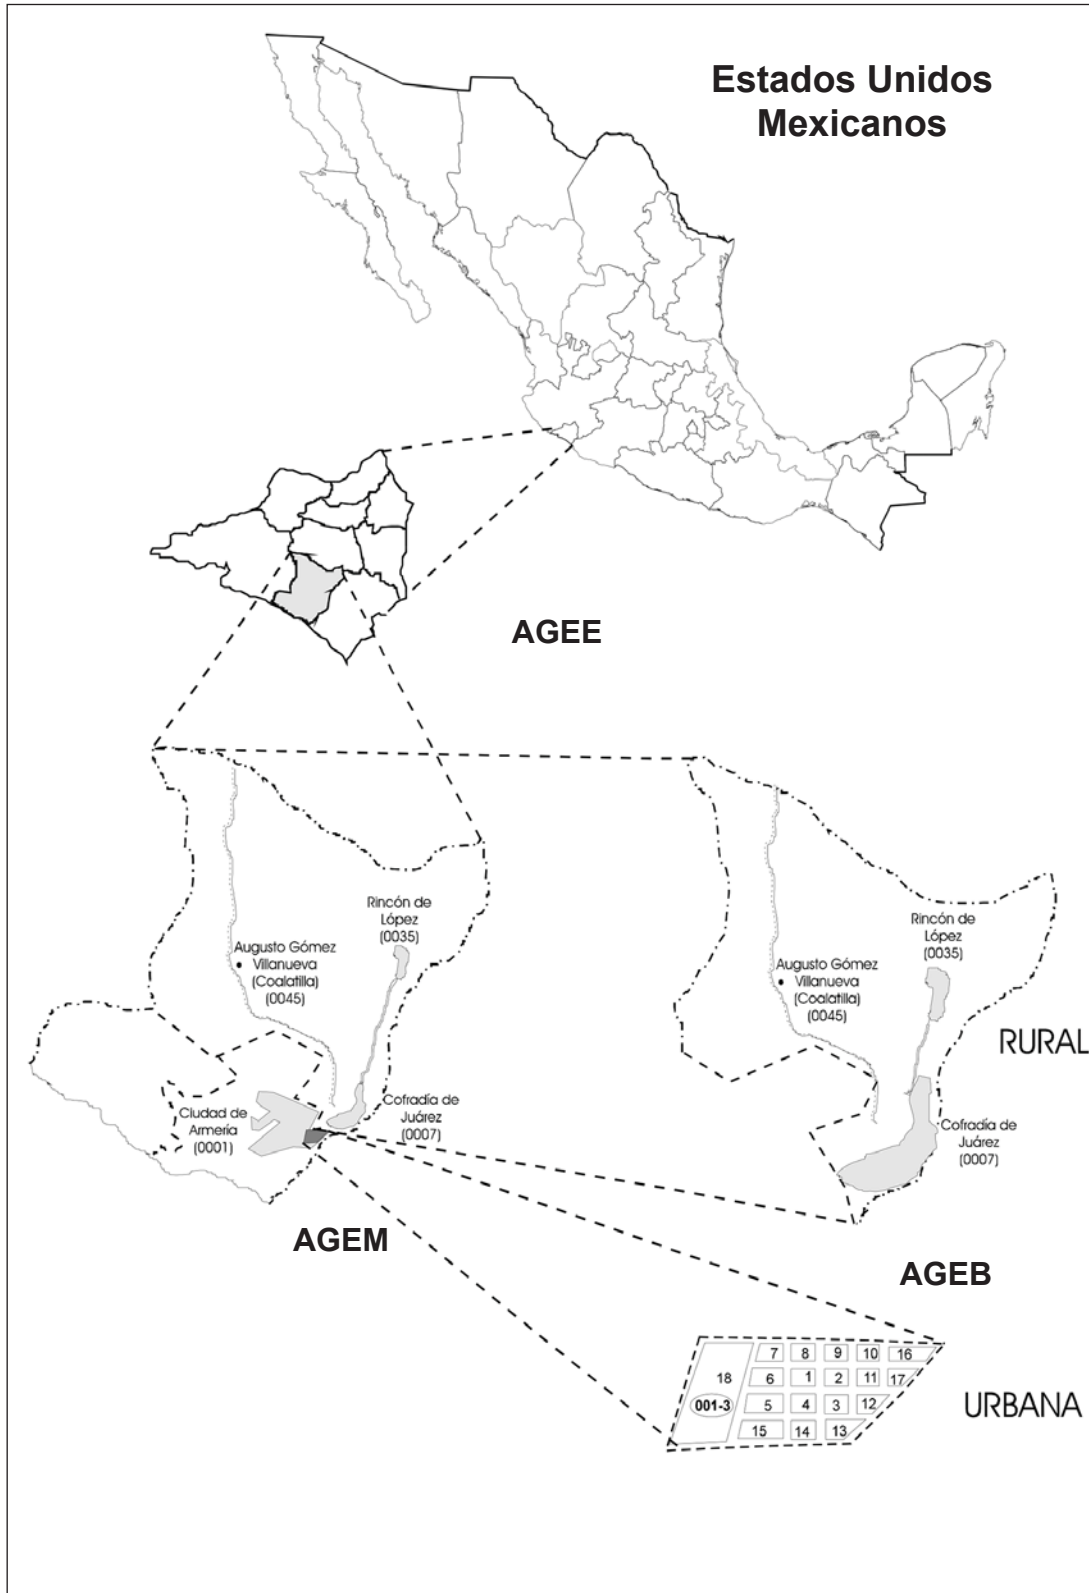 Estados Unidos
Mexicanos
AGEE
Rincón de
López
(0035)
Augusto Gómez
Villanueva
(Coalatilla)
(0045)
Ciudad de
Armería
(0001)
Cofradía de
Juárez
(0007)
AGEM
Rincón de
López
(0035)
Augusto Gómez
Villanueva
(Coalatilla)
(0045)
RURAL
Cofradía de
Juárez
(0007)
AGEB
7 8 9 10 16
18 6 1 2 11 17
001-3 5 4 3 12
15 14 13
URBANA